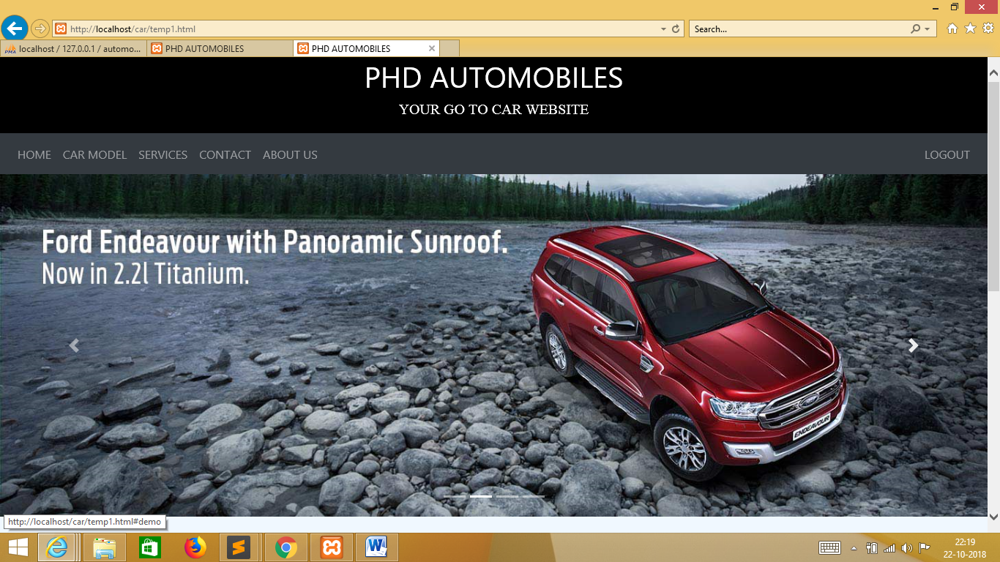 http://localhost/car/temp1.html
Search...
localhost / 127.0.0.1 / automo...
PHD AUTOMOBILES
PHD AUTOMOBILES
PHD AUTOMOBILES
YOUR GO TO CAR WEBSITE
HOME CAR MODEL SERVICES CONTACT ABOUT US LOGOUT
Ford Endeavour with Panoramic Sunroof.
Now in 2.2l Titanium.
Ford
ENDEAVOUR
http://localhost/car/temp1.html#demo
22:19
22-10-2018